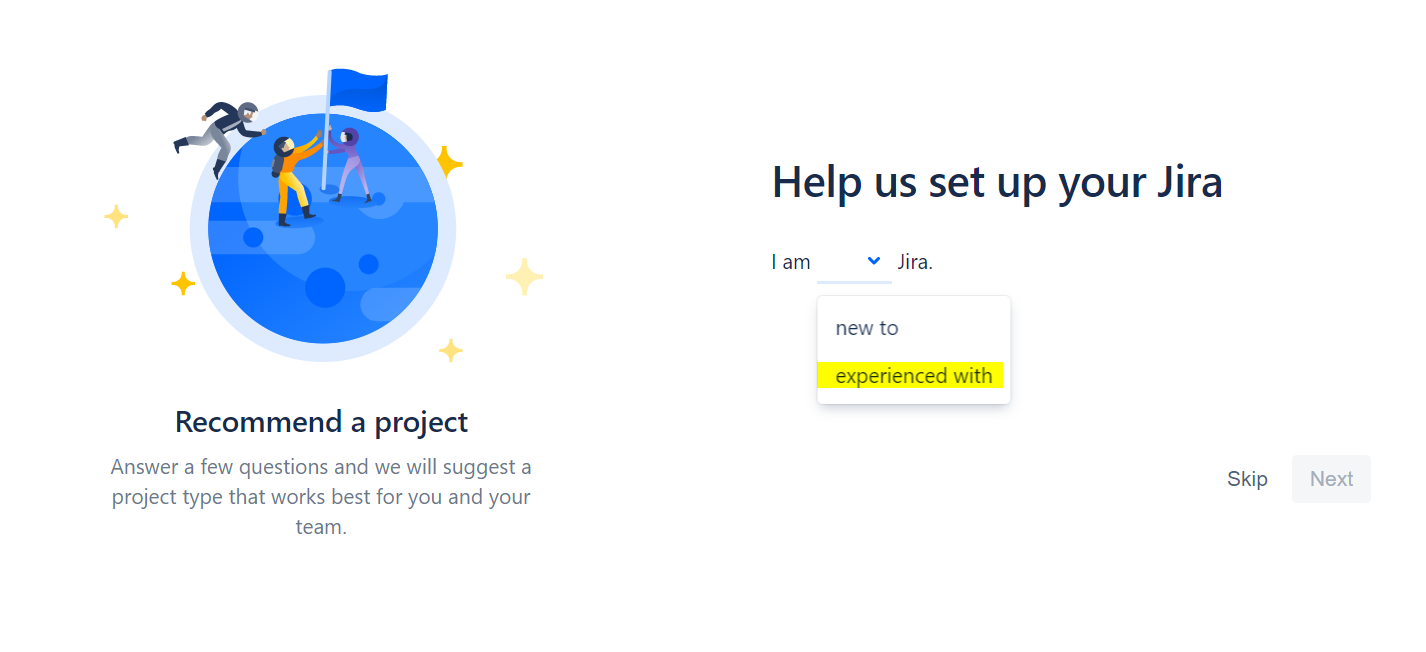 Help us set up your Jira
I am Jira.
new to
experienced with
Recommend a project
Answer a few questions and we will suggest a
project type that works best for you and your
team.
Skip Next